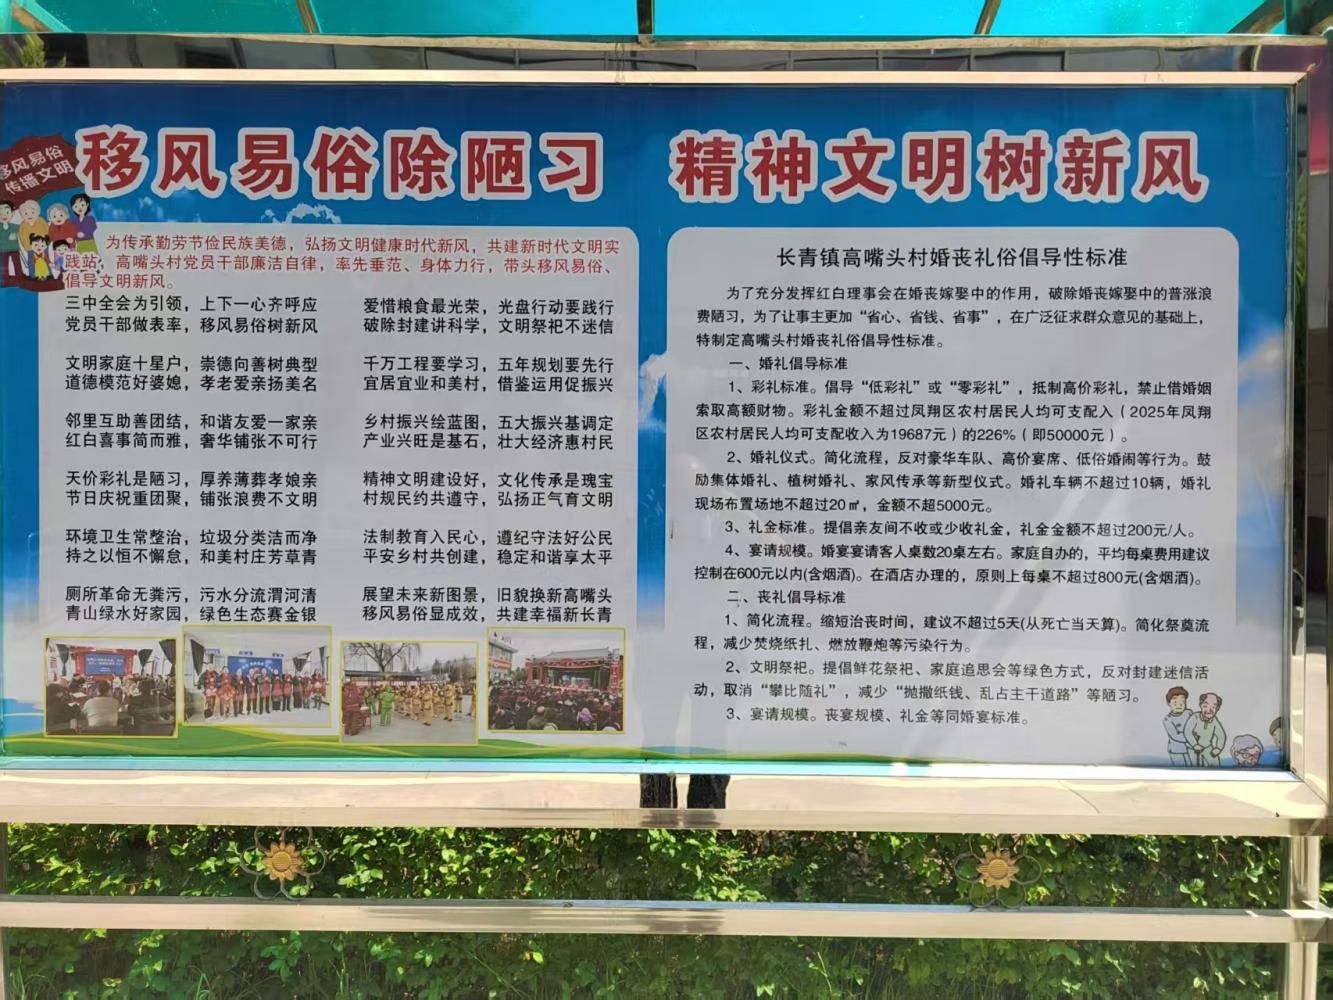 移风易俗除陋习 精神文明树新风
移风易俗
传播文明
为传承勤劳节俭民族美德，弘扬文明健康时代新风，共建新时代文明实
践站，高嘴头村党员干部廉洁自律，率先垂范、身体力行，带头移风易俗、
倡导文明新风。
三中全会为引领，上下一心齐呼应
党员干部做表率，移风易俗树新风
文明家庭十星户，崇德向善树典型
道德模范好婆媳，孝老爱亲扬美名
邻里互助善团结，和谐友爱一家亲
红白喜事简而雅，奢华铺张不可行
天价彩礼是陋习，厚养薄葬孝娘亲
节日庆祝重团聚，铺张浪费不文明
环境卫生常整治，垃圾分类洁而净
持之以恒不懈怠，和美村庄芳草青
厕所革命无粪污，污水分流渭河清
青山绿水好家园，绿色生态赛金银
爱惜粮食最光荣，光盘行动要践行
破除封建讲科学，文明祭祀不迷信
千万工程要学习，五年规划要先行
宜居宜业和美村，借鉴运用促振兴
乡村振兴绘蓝图，五大振兴基调定
产业兴旺是基石，壮大经济惠村民
精神文明建设好，文化传承是瑰宝
村规民约共遵守，弘扬正气育文明
法制教育入民心，遵纪守法好公民
平安乡村共创建，稳定和谐享太平
展望未来新图景，旧貌换新高嘴头
移风易俗显成效，共建幸福新长青
长青镇高嘴头村婚丧礼俗倡导性标准
为了充分发挥红白理事会在婚丧嫁娶中的作用，破除婚丧嫁娶中的普涨浪
费陋习，为了让事主更加“省心、省钱、省事”，在广泛征求群众意见的基础上，
特制定高嘴头村婚丧礼俗倡导性标准。
一、婚礼倡导标准
1、彩礼标准。倡导“低彩礼”或“零彩礼”，抵制高价彩礼，禁止借婚姻
索取高额财物。彩礼金额不超过凤翔区农村居民人均可支配入（2025年凤翔
区农村居民人均可支配收入为19687元）的226%（即50000元）。
2、婚礼仪式。简化流程，反对豪华车队、高价宴席、低俗婚闹等行为。鼓
励集体婚礼、植树婚礼、家风传承等新型仪式。婚礼车辆不超过10辆，婚礼
现场布置场地不超过20㎡，金额不超5000元。
3、礼金标准。提倡亲友间不收或少收礼金，礼金金额不超过200元/人。
4、宴请规模。婚宴宴请客人桌数20桌左右。家庭自办的，平均每桌费用建议
控制在600元以内(含烟酒)。在酒店办理的，原则上每桌不超过800元(含烟酒)。
二、丧礼倡导标准
1、简化流程。缩短治丧时间，建议不超过5天(从死亡当天算)。简化祭奠流
程，减少焚烧纸扎、燃放鞭炮等污染行为。
2、文明祭祀。提倡鲜花祭祀、家庭追思会等绿色方式，反对封建迷信活
动，取消“攀比随礼”，减少“抛撒纸钱、乱占主干道路”等陋习。
3、宴请规模。丧宴规模、礼金等同婚宴标准。